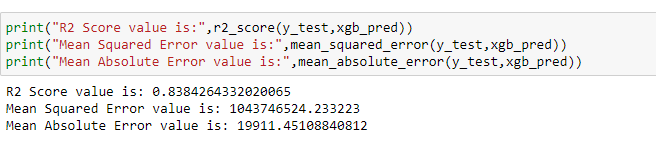 print("R2 Score value is:",r2_score(y_test,xgb_pred))
print("Mean Squared Error value is:",mean_squared_error(y_test,xgb_pred))
print("Mean Absolute Error value is:",mean_absolute_error(y_test,xgb_pred))
R2 Score value is: 0.8384264332020065
Mean Squared Error value is: 1043746524.233223
Mean Absolute Error value is: 19911.45108840812